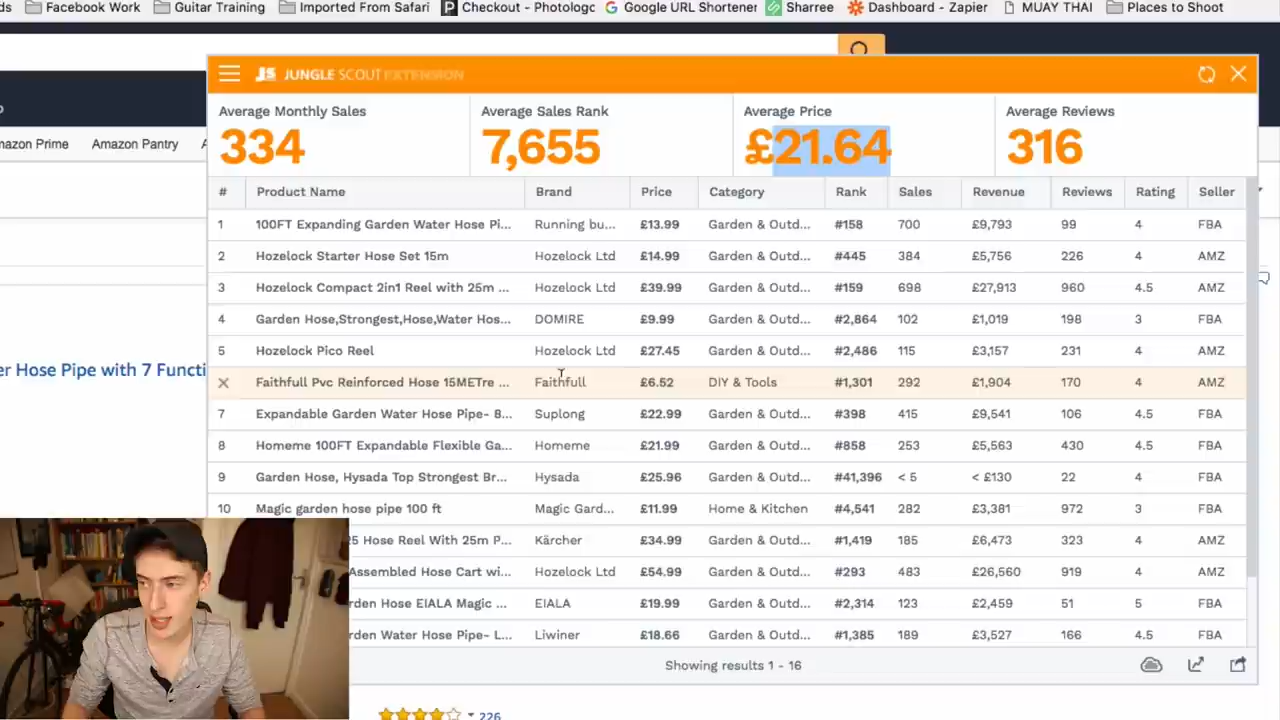 ds Facebook Work Guitar Training Imported From Safari Checkout - Photologc Google URL Shortener Sharree Dashboard - Zapier MUAY THAI Places to Shoot
JS JUNGLE SCOUT EXTENSION
Average Monthly Sales Average Sales Rank Average Price Average Reviews
334 7,655 £21.64 316
mazon Prime Amazon Pantry
# Product Name Brand Price Category Rank Sales Revenue Reviews Rating Seller
1 100FT Expanding Garden Water Hose Pi... Running bu... £13.99 Garden & Outd... #158 700 £9,793 99 4 FBA
2 Hozelock Starter Hose Set 15m Hozelock Ltd £14.99 Garden & Outd... #445 384 £5,756 226 4 AMZ
3 Hozelock Compact 2in1 Reel with 25m ... Hozelock Ltd £39.99 Garden & Outd... #159 698 £27,913 960 4.5 AMZ
4 Garden Hose,Strongest,Hose,Water Hos... DOMIRE £9.99 Garden & Outd... #2,864 102 £1,019 198 3 FBA
5 Hozelock Pico Reel Hozelock Ltd £27.45 Garden & Outd... #2,486 115 £3,157 231 4 AMZ
er Hose Pipe with 7 Functi
Faithfull Pvc Reinforced Hose 15METre ... Faithfull £6.52 DIY & Tools #1,301 292 £1,904 170 4 AMZ
7 Expandable Garden Water Hose Pipe- 8... Suplong £22.99 Garden & Outd... #398 415 £9,541 106 4.5 FBA
8 Homeme 100FT Expandable Flexible Ga... Homeme £21.99 Garden & Outd... #858 253 £5,563 430 4.5 FBA
9 Garden Hose, Hysada Top Strongest Br... Hysada £25.96 Garden & Outd... #41,396 < 5 < £130 22 4 FBA
10 Magic garden hose pipe 100 ft Magic Gard... £11.99 Home & Kitchen #4,541 282 £3,381 972 3 FBA
25 Hose Reel With 25m P... Kärcher £34.99 Garden & Outd... #1,419 185 £6,473 323 4 AMZ
Assembled Hose Cart wi... Hozelock Ltd £54.99 Garden & Outd... #293 483 £26,560 919 4 AMZ
rden Hose EIALA Magic ... EIALA £19.99 Garden & Outd... #2,314 123 £2,459 51 5 FBA
rden Water Hose Pipe- L... Liwiner £18.66 Garden & Outd... #1,385 189 £3,527 166 4.5 FBA
Showing results 1 - 16
226